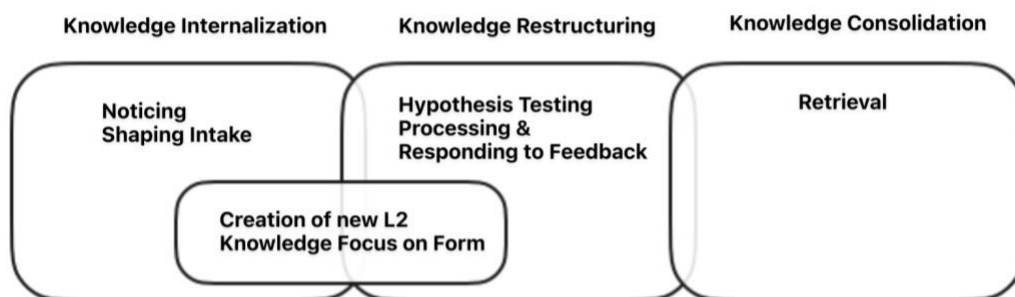 Knowledge Internalization
Knowledge Restructuring
Knowledge Consolidation
Noticing
Shaping Intake
Hypothesis Testing
Processing &
Responding to Feedback
Retrieval
Creation of new L2
Knowledge Focus on Form